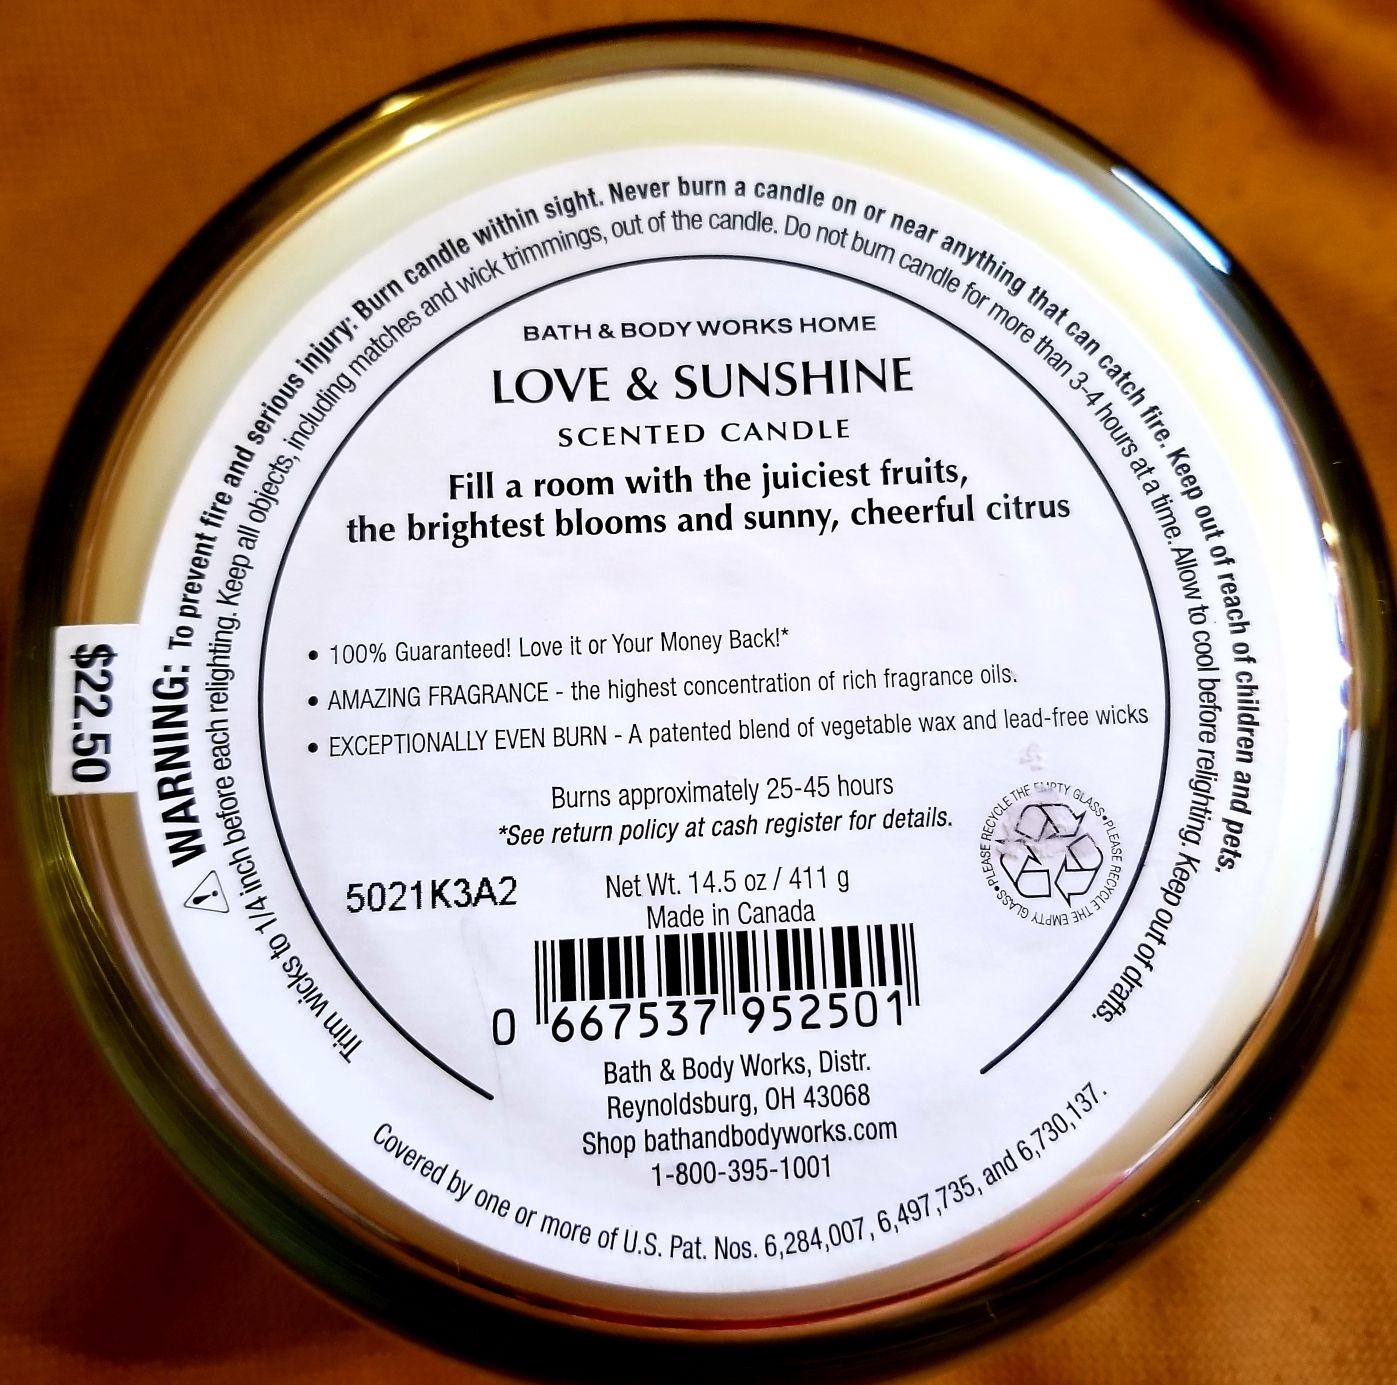 WARNING: To prevent fire and serious injury: Burn candle within sight. Never burn a candle on or near anything that can catch fire. Keep out of reach of children and pets.
Trim wicks to 1/4 inch before each relighting. Keep all objects, including matches and wick trimmings, out of the candle. Do not burn candle for more than 3-4 hours at a time. Allow to cool before relighting. Keep out of drafts.
$22.50
BATH & BODY WORKS HOME
LOVE & SUNSHINE
SCENTED CANDLE
Fill a room with the juiciest fruits,
the brightest blooms and sunny, cheerful citrus
• 100% Guaranteed! Love it or Your Money Back!*
• AMAZING FRAGRANCE - the highest concentration of rich fragrance oils.
• EXCEPTIONALLY EVEN BURN - A patented blend of vegetable wax and lead-free wicks
Burns approximately 25-45 hours
*See return policy at cash register for details.
PLEASE RECYCLE THE EMPTY GLASS•PLEASE RECYCLE THE EMPTY GLASS•
5021K3A2
Net Wt. 14.5 oz / 411 g
Made in Canada
0 667537 952501
Bath & Body Works, Distr.
Reynoldsburg, OH 43068
Shop bathandbodyworks.com
1-800-395-1001
Covered by one or more of U.S. Pat. Nos. 6,284,007, 6,497,735, and 6,730,137.